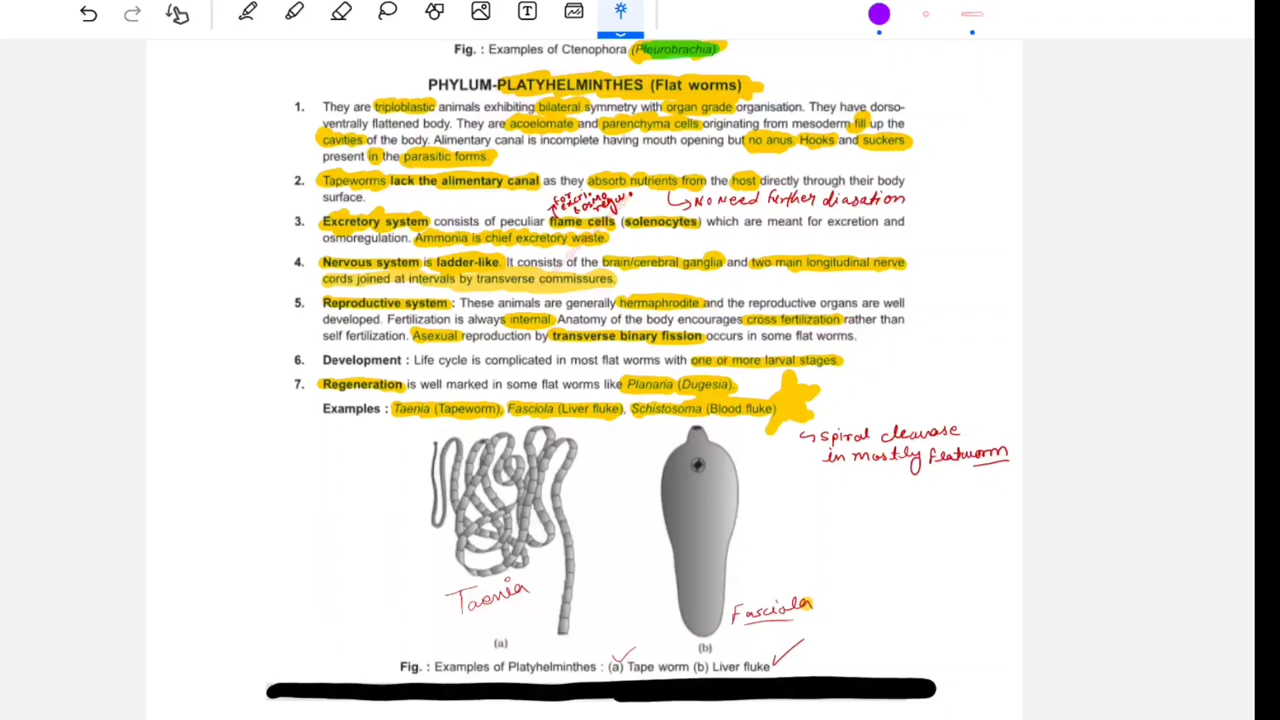 Fig. : Examples of Ctenophora (Pleurobrachia)
PHYLUM-PLATYHELMINTHES (Flat worms)
1. They are triploblastic animals exhibiting bilateral symmetry with organ grade organisation. They have dorso-
ventrally flattened body. They are acoelomate and parenchyma cells originating from mesoderm fill up the
cavities of the body. Alimentary canal is incomplete having mouth opening but no anus. Hooks and suckers
present in the parasitic forms.
2. Tapeworms lack the alimentary canal as they absorb nutrients from the host directly through their body
surface.
↳ No need further diasation
for
excri.
& osmo
regu.
3. Excretory system consists of peculiar flame cells (solenocytes) which are meant for excretion and
osmoregulation. Ammonia is chief excretory waste.
4. Nervous system is ladder-like. It consists of the brain/cerebral ganglia and two main longitudinal nerve
cords joined at intervals by transverse commissures.
5. Reproductive system : These animals are generally hermaphrodite and the reproductive organs are well
developed. Fertilization is always internal. Anatomy of the body encourages cross fertilization rather than
self fertilization. Asexual reproduction by transverse binary fission occurs in some flat worms.
6. Development : Life cycle is complicated in most flat worms with one or more larval stages.
7. Regeneration is well marked in some flat worms like Planaria (Dugesia).
Examples : Taenia (Tapeworm), Fasciola (Liver fluke), Schistosoma (Blood fluke)
↳ spiral cleavase
in mostly flatworm
Taenia
Fasciola
(a)
(b)
Fig. : Examples of Platyhelminthes : (a) Tape worm (b) Liver fluke